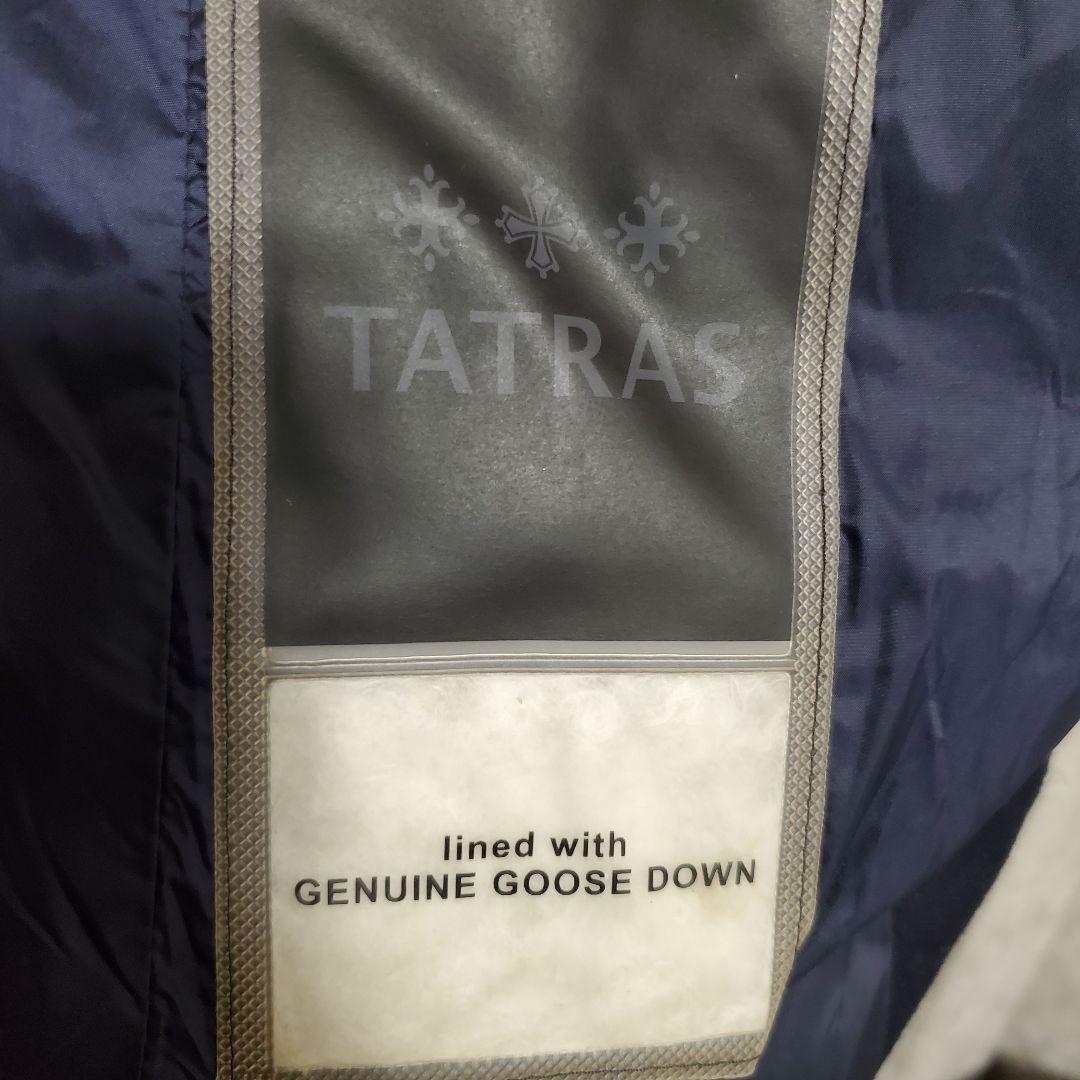 TATRAS
lined with
GENUINE GOOSE DOWN